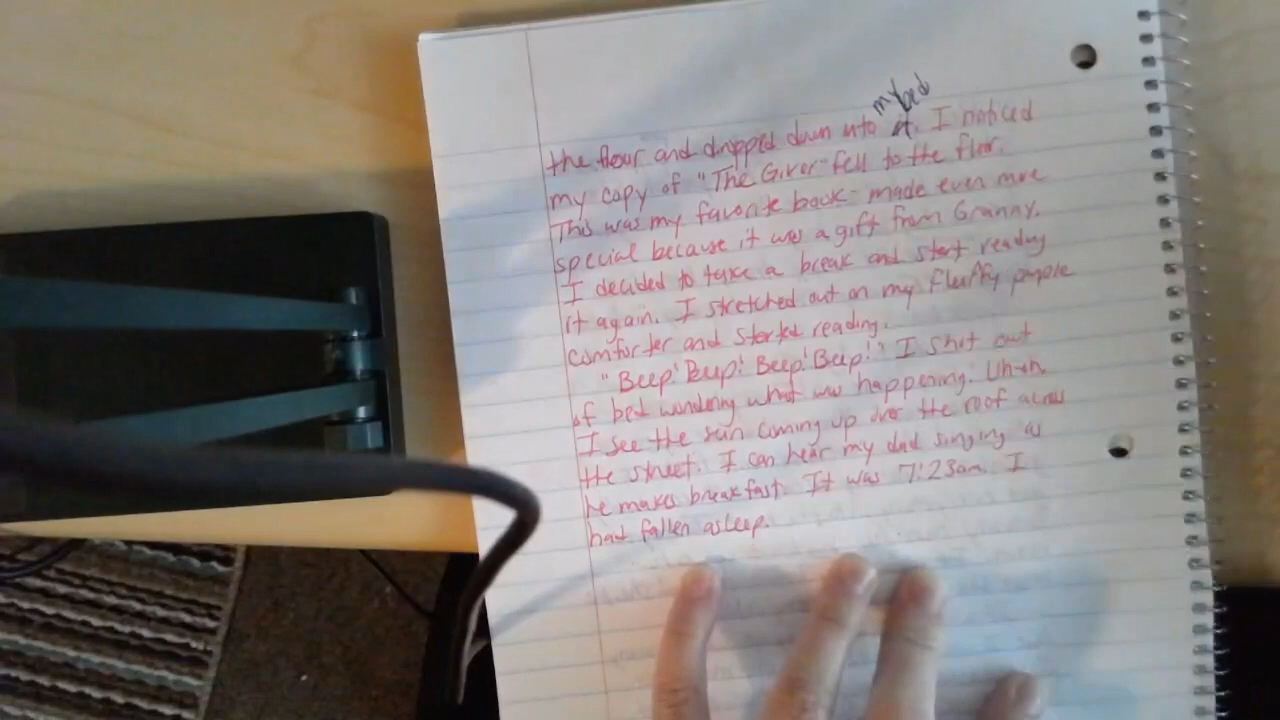 my bed
the floor and dropped down into it. I noticed
my copy of "The Giver" fell to the floor.
This was my favorite book - made even more
special because it was a gift from Granny.
I decided to take a break and start reading
it again. I stretched out on my fluffy purple
comforter and started reading.
"Beep! Beep! Beep! Beep!" I shot out
of bed wondering what was happening. Uh-oh.
I see the sun coming up over the roof across
the street. I can hear my dad singing as
he makes breakfast. It was 7:23am. I
had fallen asleep.